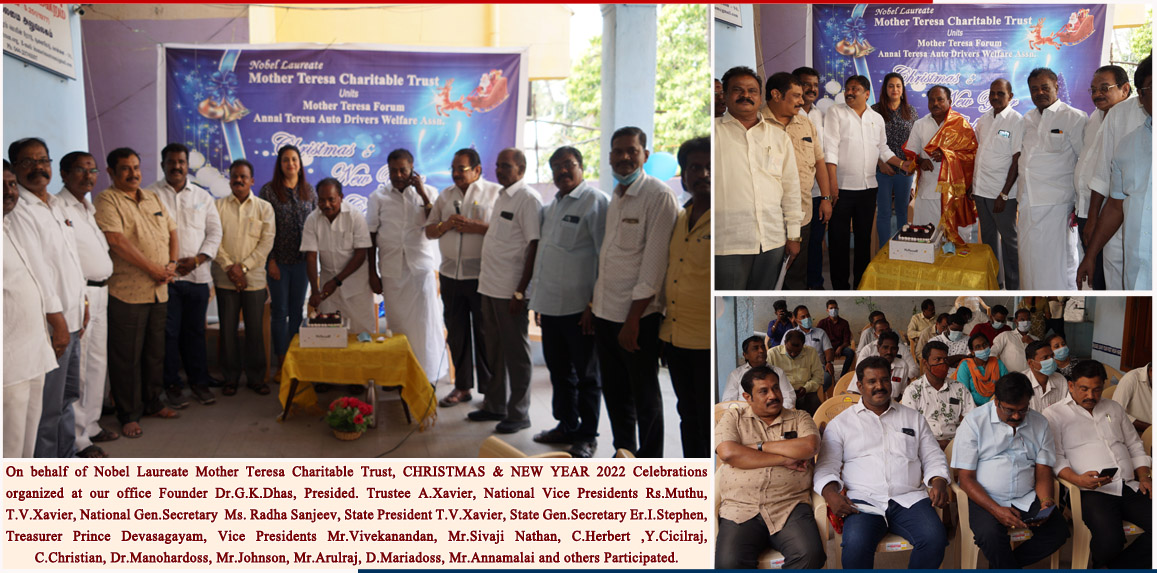 Nobel Laureate
Mother Teresa Charitable Trust
Units
Mother Teresa Forum
Annai Teresa Auto Drivers Welfare Assn.
Christmas &
New
Nobel Laureate
Mother Teresa Charitable Trust
Units
Mother Teresa Forum
Annai Teresa Auto Drivers Welfare Assn.
Christmas &
New Year
On behalf of Nobel Laureate Mother Teresa Charitable Trust, CHRISTMAS & NEW YEAR 2022 Celebrations
organized at our office Founder Dr.G.K.Dhas, Presided. Trustee A.Xavier, National Vice Presidents Rs.Muthu,
T.V.Xavier, National Gen.Secretary Ms. Radha Sanjeev, State President T.V.Xavier, State Gen.Secretary Er.I.Stephen,
Treasurer Prince Devasagayam, Vice Presidents Mr.Vivekanandan, Mr.Sivaji Nathan, C.Herbert ,Y.Cicilraj,
C.Christian, Dr.Manohardoss, Mr.Johnson, Mr.Arulraj, D.Mariadoss, Mr.Annamalai and others Participated.